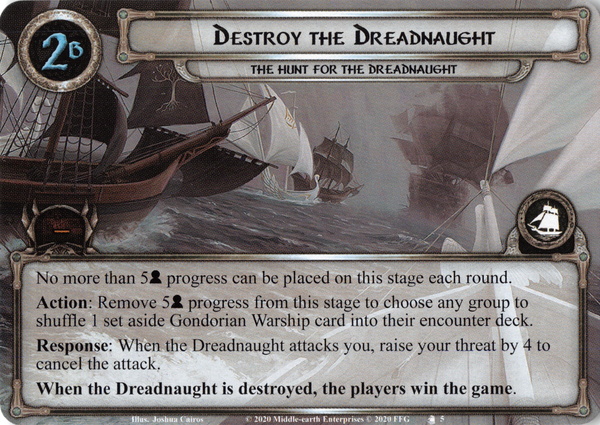 2B
DESTROY THE DREADNAUGHT
THE HUNT FOR THE DREADNAUGHT
–
No more than 5 progress can be placed on this stage each round.
Action: Remove 5 progress from this stage to choose any group to
shuffle 1 set aside Gondorian Warship card into their encounter deck.
Response: When the Dreadnaught attacks you, raise your threat by 4 to
cancel the attack.
When the Dreadnaught is destroyed, the players win the game.
Illus. Joshua Cairos © 2020 Middle-earth Enterprises © 2020 FFG 5